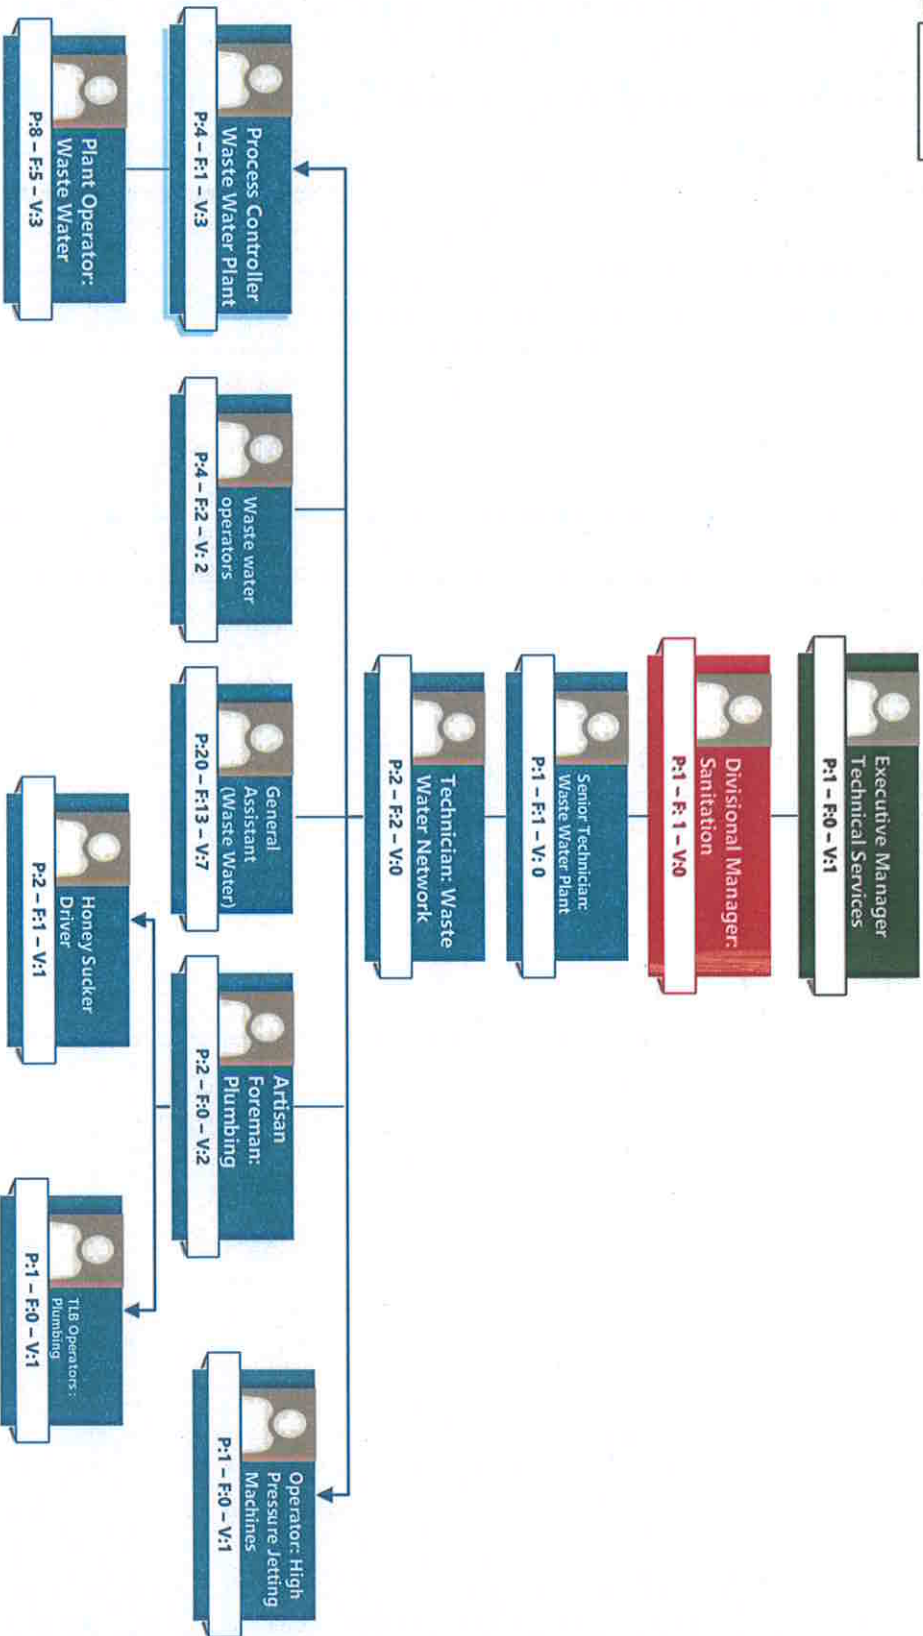 Executive Manager
Technical Services
P:1 – F:0 – V:1
Divisional Manager:
Sanitation
P:1 – F: 1 – V:0
Senior Technician:
Waste Water Plant
P:1 – F:1 – V: 0
Technician: Waste
Water Network
P:2 – F:2 – V:0
Process Controller
Waste Water Plant
P:4 – F:1 – V:3
Waste water
operators
P:4 – F:2 – V: 2
General
Assistant
(Waste Water)
P:20 – F:13 – V:7
Artisan
Foreman:
Plumbing
P:2 – F:0 – V:2
Operator: High
Pressure Jetting
Machines
P:1 – F:0 – V:1
Plant Operator:
Waste Water
P:8 – F:5 – V:3
Honey Sucker
Driver
P:2 – F:1 – V:1
TLB Operators :
Plumbing
P:1 – F:0 – V:1